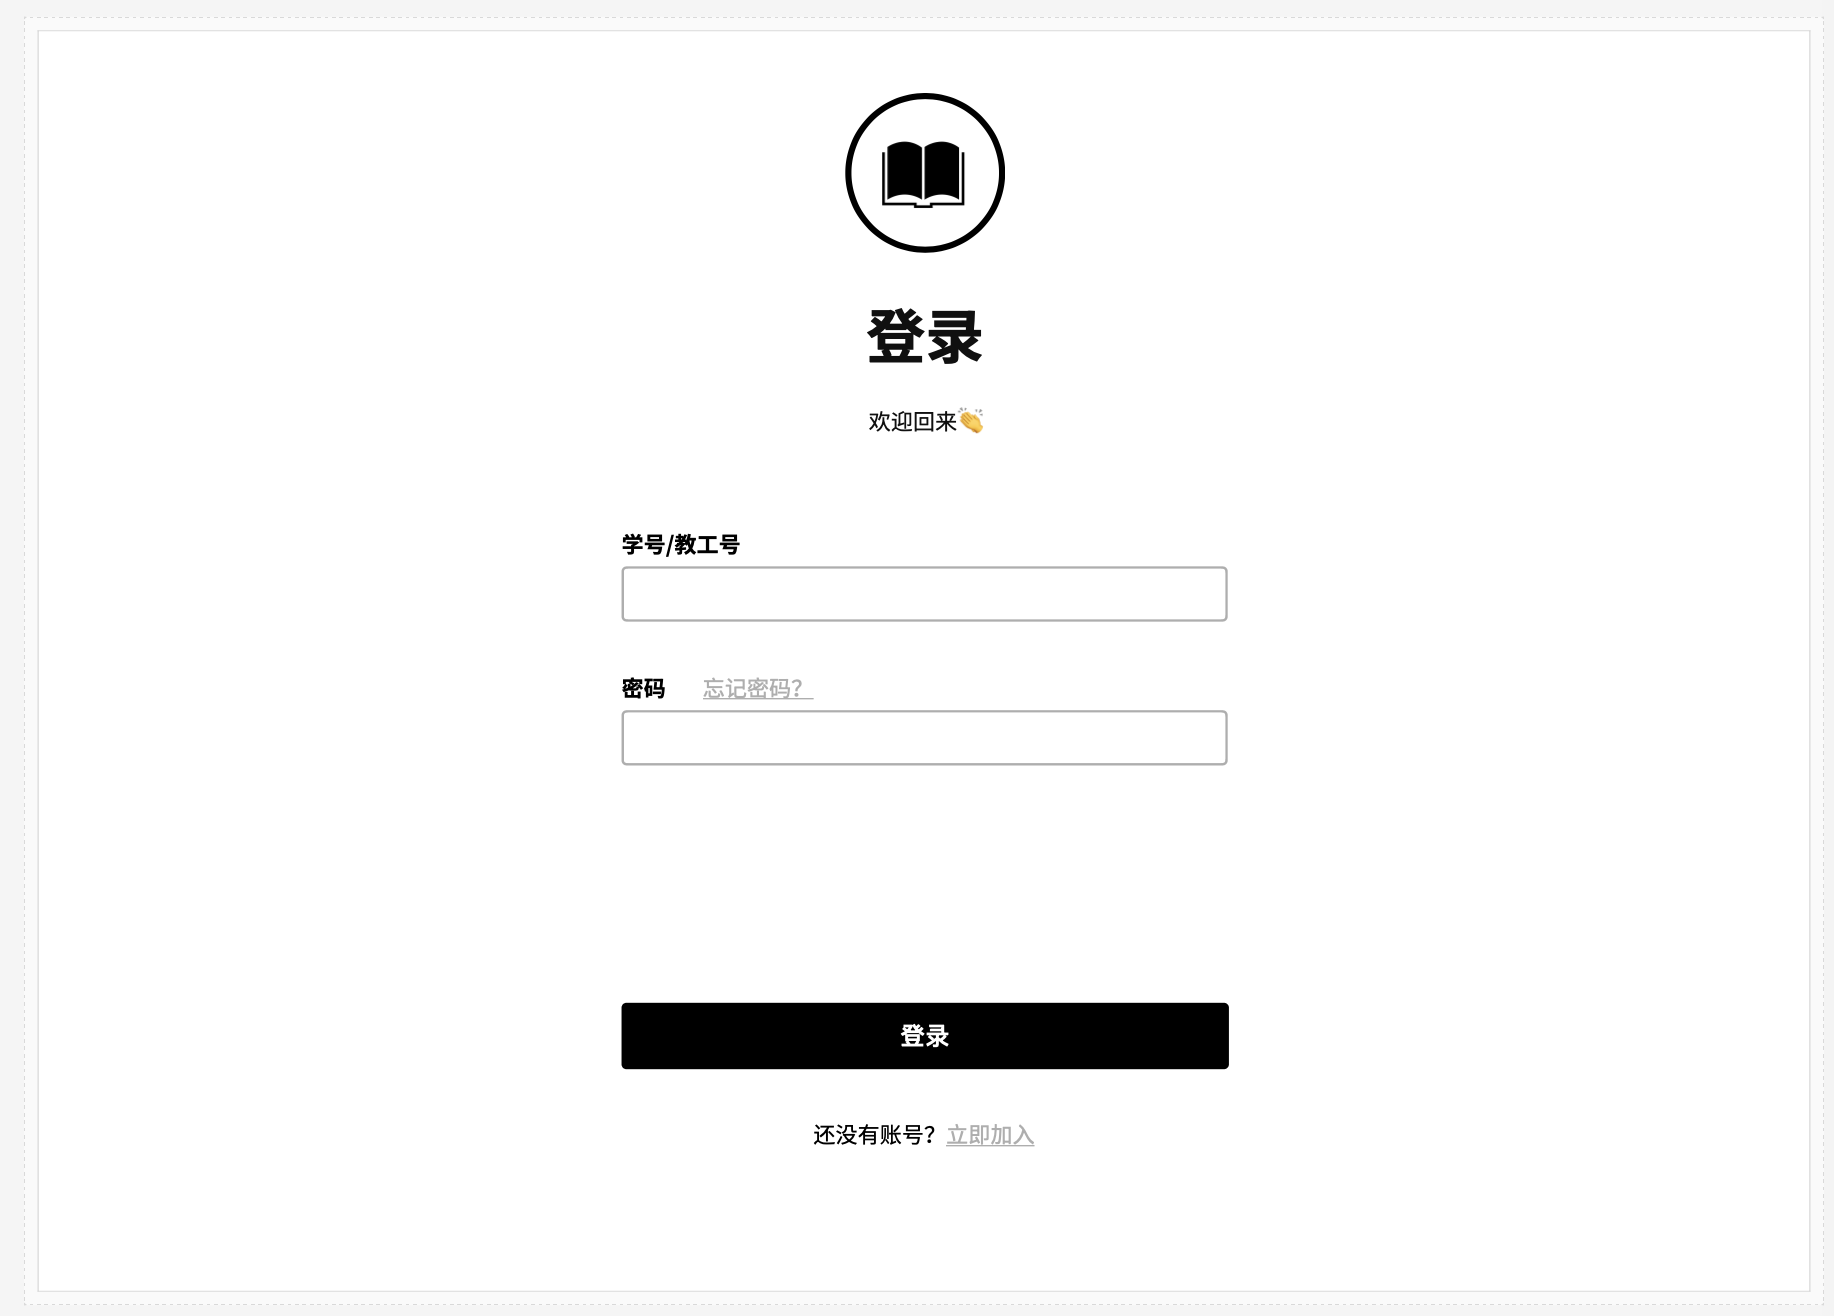 登录
欢迎回来👏
学号/教工号
密码 忘记密码？
登录
还没有账号？立即加入